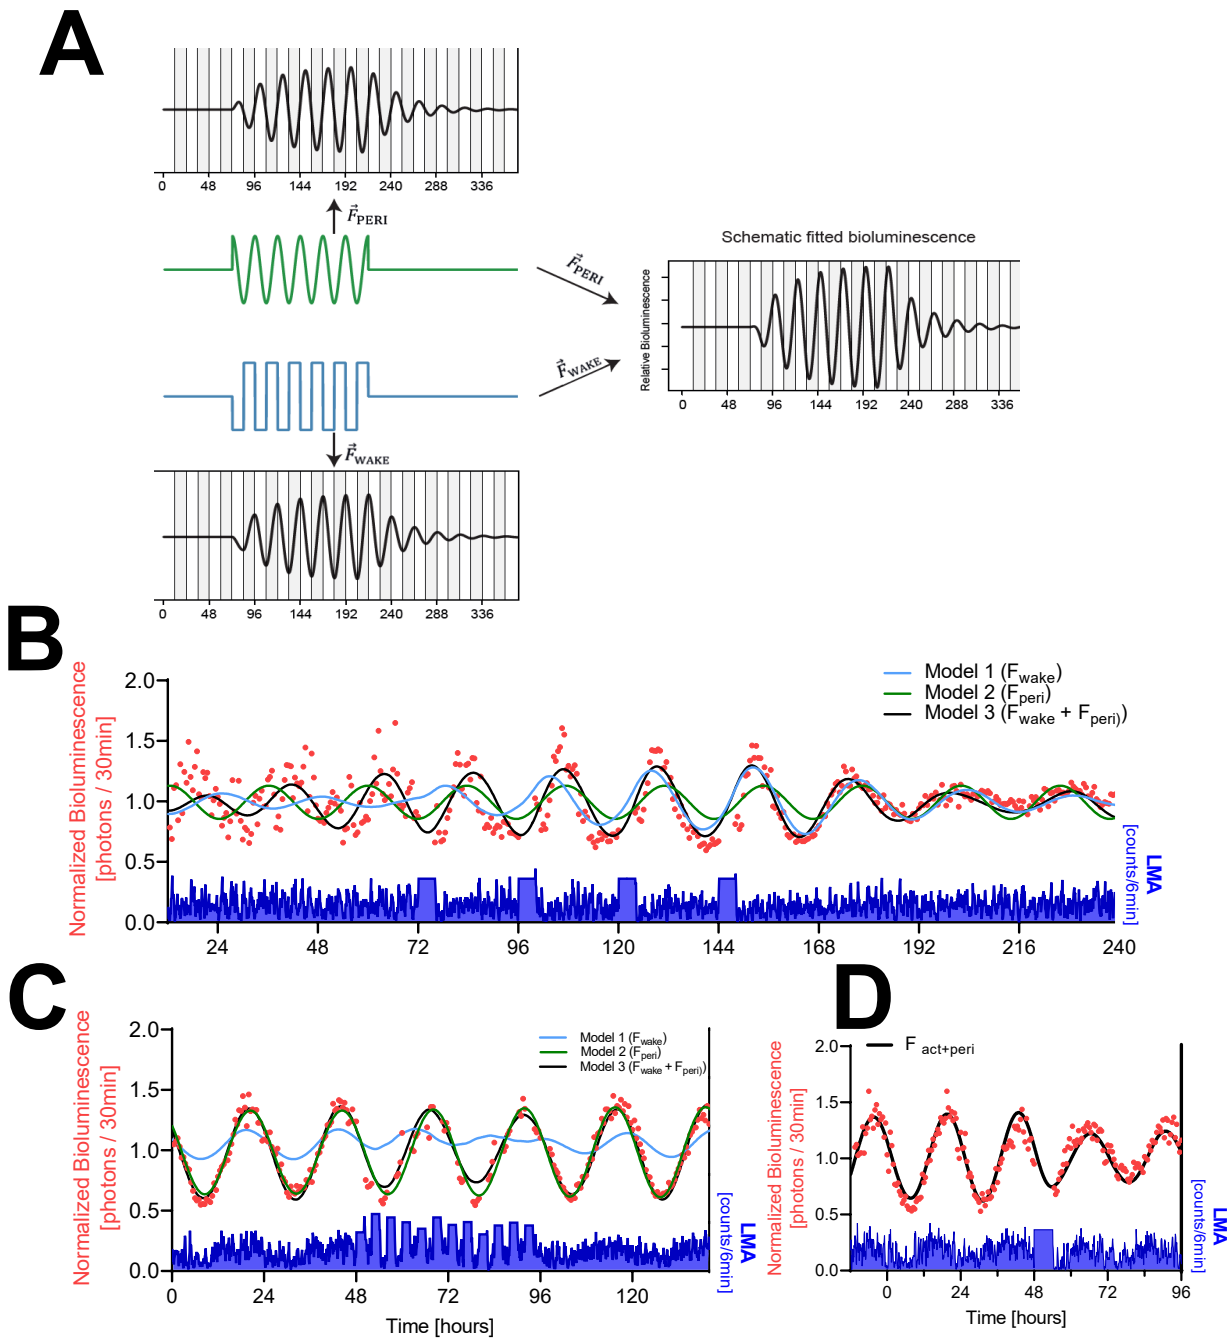 A
0 48 96 144 192 240 288 336
F⃗PERI
Schematic fitted bioluminescence
F⃗PERI
Relative Bioluminescence
F⃗WAKE
0 48 96 144 192 240 288 336
F⃗WAKE
0 48 96 144 192 240 288 336
B
Normalized Bioluminescence
[photons / 30min]
2.0
1.5
1.0
0.5
0.0
Model 1 (Fwake)
Model 2 (Fperi)
Model 3 (Fwake + Fperi))
LMA
[counts/6min]
24 48 72 96 120 144 168 192 216 240
C
Normalized Bioluminescence
[photons / 30min]
2.0
1.5
1.0
0.5
0.0
Model 1 (Fwake)
Model 2 (Fperi)
Model 3 (Fwake + Fperi))
LMA
[counts/6min]
0 24 48 72 96 120
Time [hours]
D
Normalized Bioluminescence
[photons / 30min]
2.0
1.5
1.0
0.5
0.0
F act+peri
LMA
[counts/6min]
0 24 48 72 96
Time [hours]